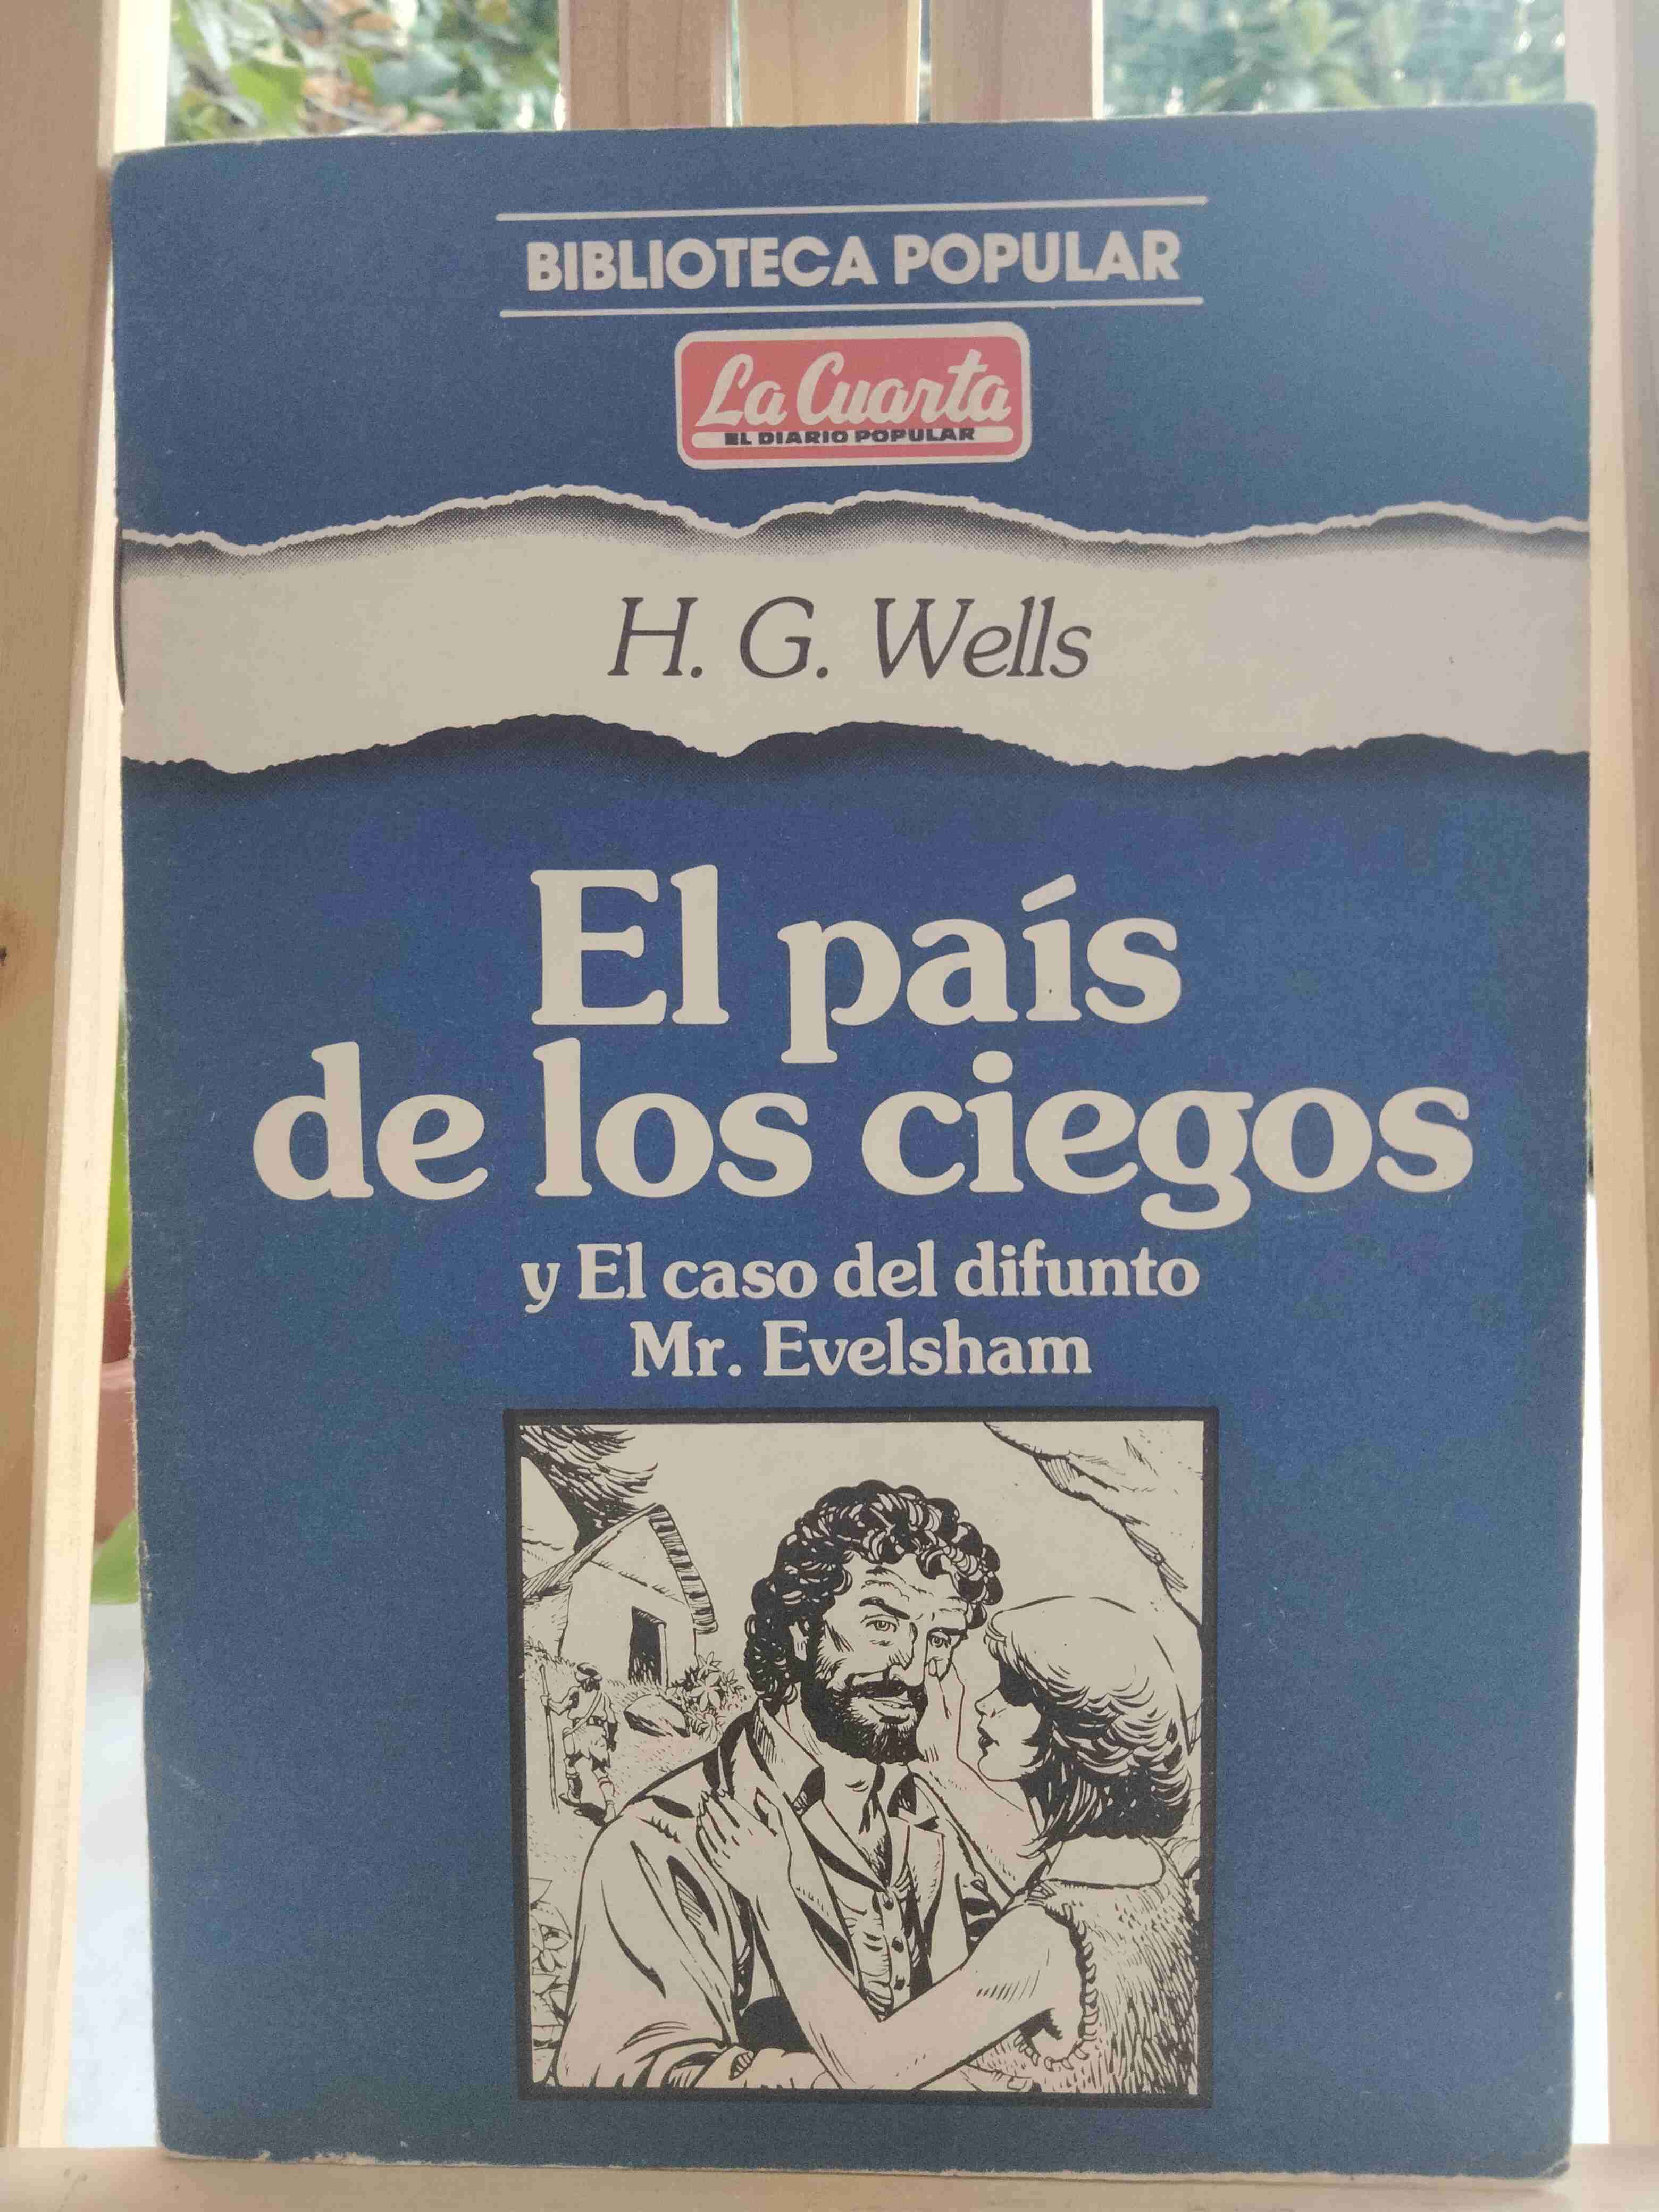 BIBLIOTECA POPULAR
La Cuarta
EL DIARIO POPULAR
H. G. Wells
El país
de los ciegos
y El caso del difunto
Mr. Evelsham